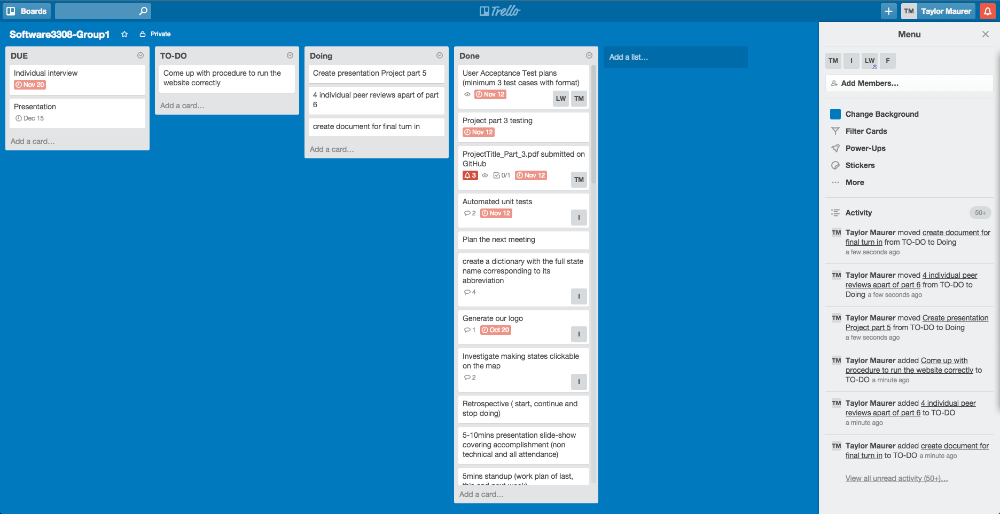 Boards
Trello
TM Taylor Maurer
Software3308-Group1
Private
DUE
Individual interview
Nov 20
Presentation
Dec 15
Add a card...
TO-DO
Come up with procedure to run the
website correctly
Add a card...
Doing
Create presentation Project part 5
4 individual peer reviews apart of part
6
create document for final turn in
Add a card...
Done
User Acceptance Test plans
(minimum 3 test cases with format)
Nov 12
LW TM
Project part 3 testing
Nov 12
ProjectTitle_Part_3.pdf submitted on
GitHub
3 0/1 Nov 12
TM
Automated unit tests
2 Nov 12
I
Plan the next meeting
create a dictionary with the full state
name corresponding to its
abbreviation
4
I
Generate our logo
1 Oct 20
I
Investigate making states clickable
on the map
2
I
Retrospective ( start, continue and
stop doing)
5-10mins presentation slide-show
covering accomplishment (non
technical and all attendance)
5mins standup (work plan of last,
this and next week)
Add a card...
Add a list...
Menu
TM I LW F
Add Members...
Change Background
Filter Cards
Power-Ups
Stickers
More
Activity 50+
TM Taylor Maurer moved create document for
final turn in from TO-DO to Doing
a few seconds ago
TM Taylor Maurer moved 4 individual peer
reviews apart of part 6 from TO-DO to
Doing a few seconds ago
TM Taylor Maurer moved Create presentation
Project part 5 from TO-DO to Doing
a few seconds ago
TM Taylor Maurer added Come up with
procedure to run the website correctly to
TO-DO a minute ago
TM Taylor Maurer added 4 individual peer
reviews apart of part 6 to TO-DO
a minute ago
TM Taylor Maurer added create document for
final turn in to TO-DO a minute ago
View all unread activity (50+)...